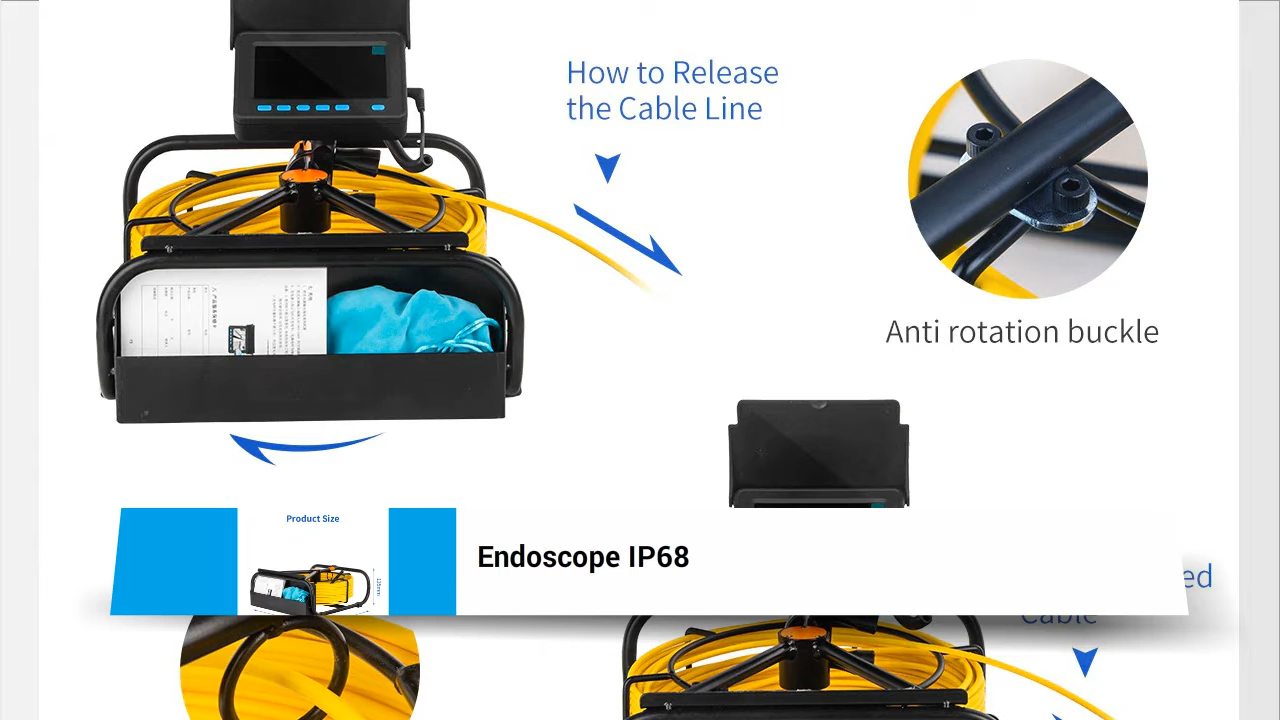 How to Release
the Cable Line
Anti rotation buckle
Product Size
Endoscope IP68
ed
Cable